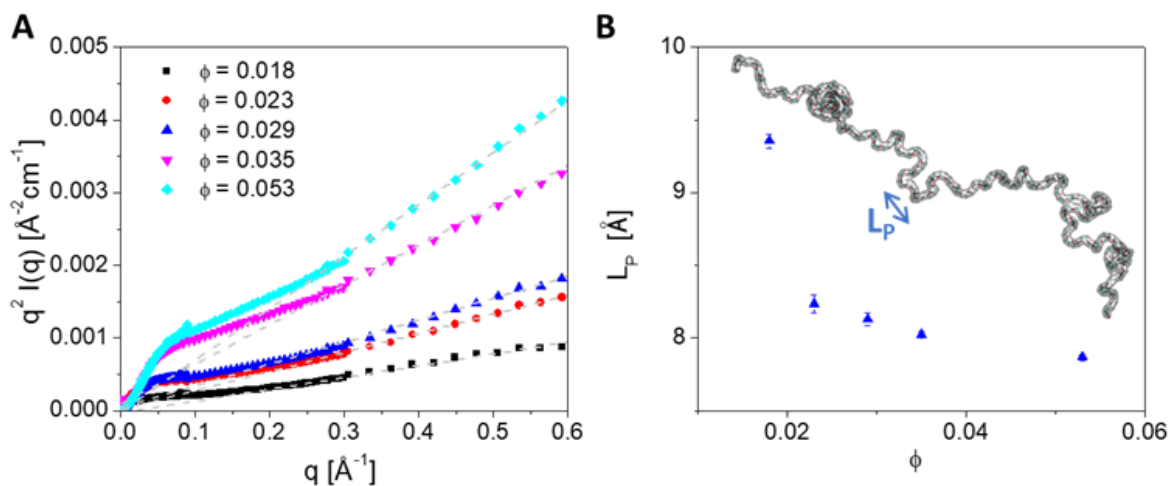 A
0.005
0.004
0.003
0.002
0.001
0.000
q² I(q) [Å⁻²cm⁻¹]
ϕ = 0.018
ϕ = 0.023
ϕ = 0.029
ϕ = 0.035
ϕ = 0.053
0.0 0.1 0.2 0.3 0.4 0.5 0.6
q [Å⁻¹]
B
10
9
8
L_P [Å]
L_P
0.02 0.04 0.06
ϕ